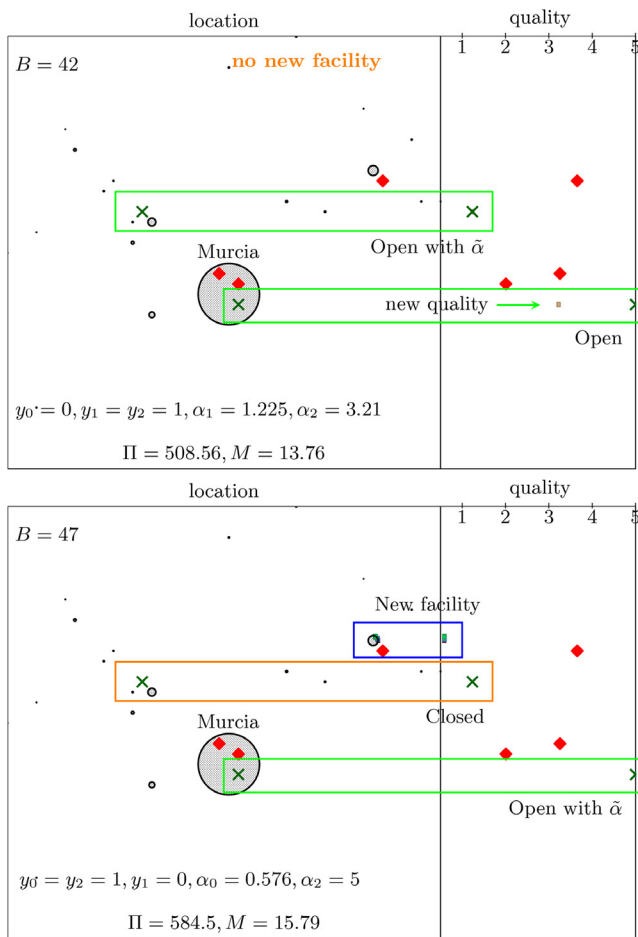 location quality
1 2 3 4 5
B = 42
no new facility
Open with α̃
Murcia
new quality
Open
y₀ = 0, y₁ = y₂ = 1, α₁ = 1.225, α₂ = 3.21
Π = 508.56, M = 13.76
location quality
1 2 3 4 5
B = 47
New facility
Murcia
Closed
Open with α̃
y₀ = y₂ = 1, y₁ = 0, α₀ = 0.576, α₂ = 5
Π = 584.5, M = 15.79